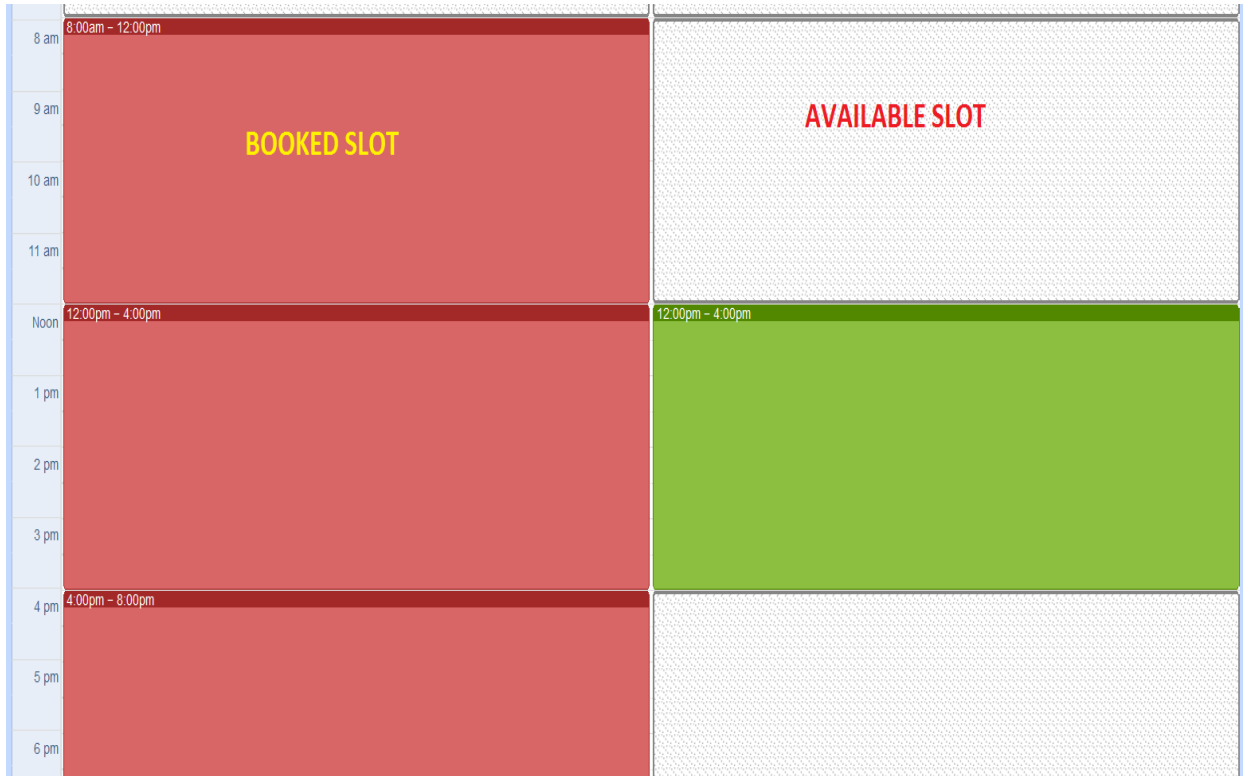 8 am
8:00am – 12:00pm
9 am
AVAILABLE SLOT
BOOKED SLOT
10 am
11 am
Noon
12:00pm – 4:00pm
12:00pm – 4:00pm
1 pm
2 pm
3 pm
4 pm
4:00pm – 8:00pm
5 pm
6 pm